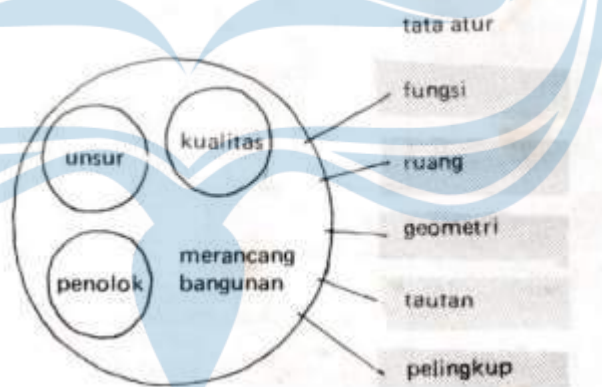 tata atur
fungsi
kualitas
unsur
ruang
geometri
merancang
bangunan
penolok
tautan
pelingkup